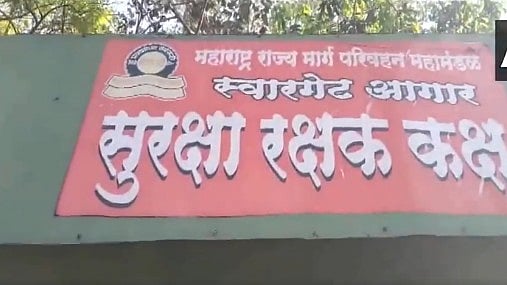 महाराष्ट्र राज्य मार्ग परिवहन महामंडळ
स्वारगेट आगार
सुरक्षा रक्षक कक्ष